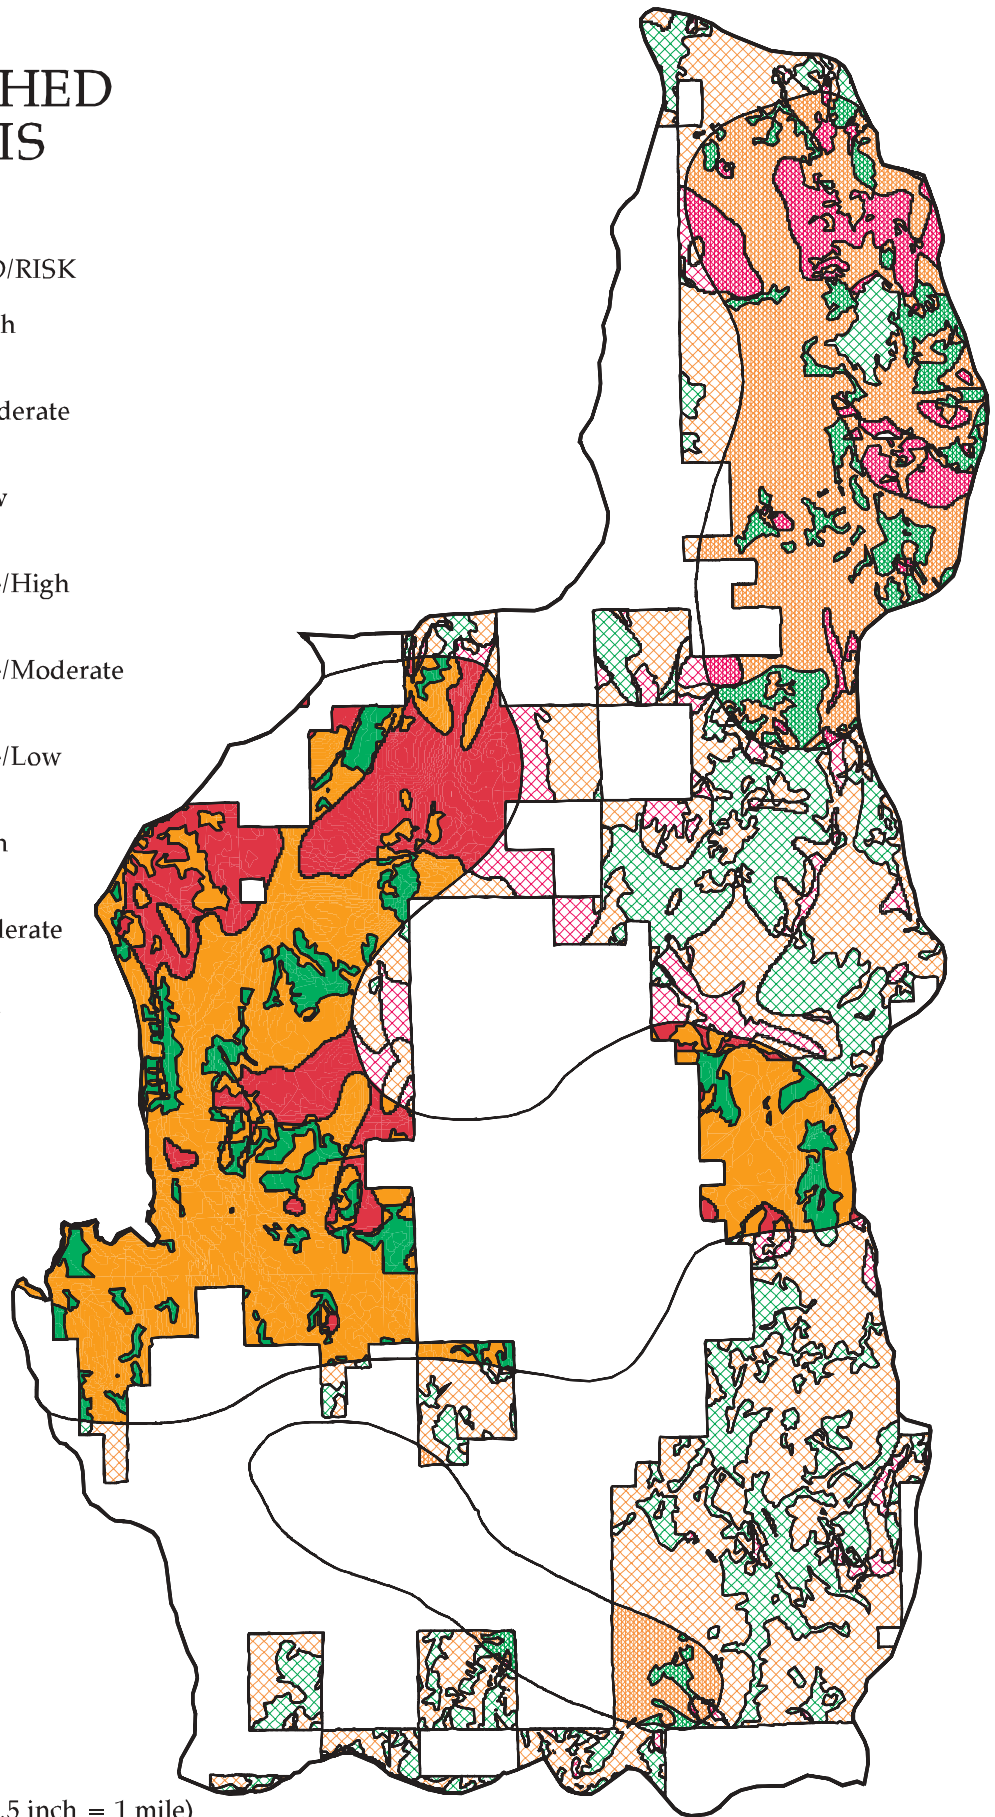 HED
IS
/RISK
h
derate
w
/High
/Moderate
/Low
h
derate
.5 inch = 1 mile)